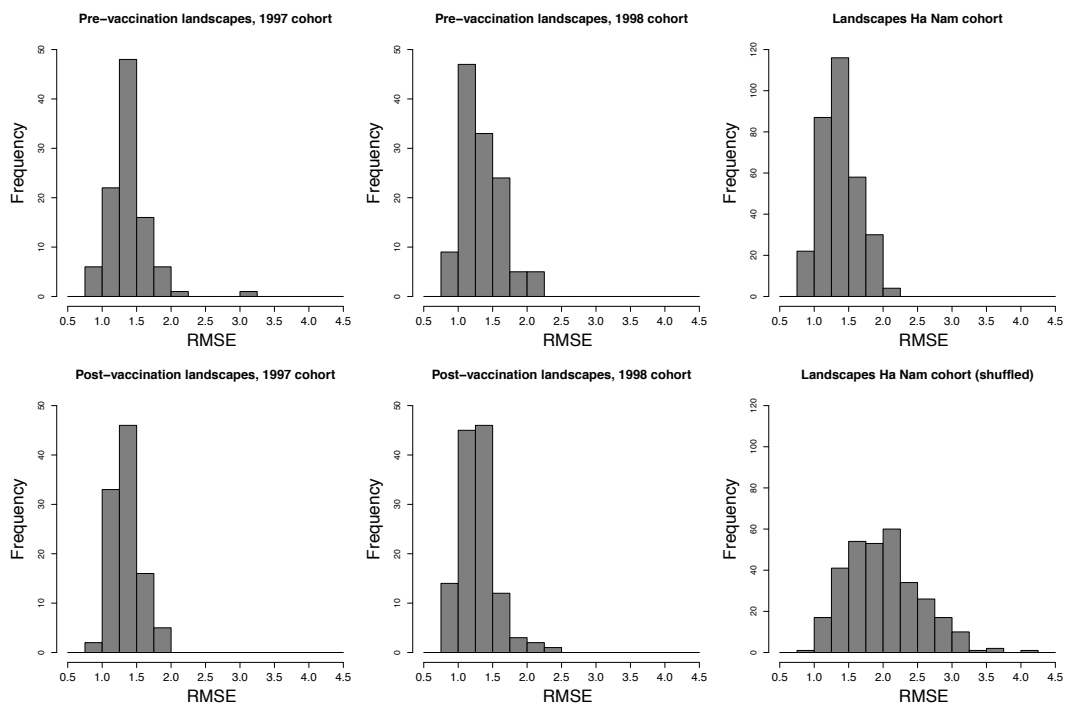 Pre−vaccination landscapes, 1997 cohort
Frequency
50
40
30
20
10
0
0.5 1.0 1.5 2.0 2.5 3.0 3.5 4.0 4.5
RMSE
Pre−vaccination landscapes, 1998 cohort
Frequency
50
40
30
20
10
0
0.5 1.0 1.5 2.0 2.5 3.0 3.5 4.0 4.5
RMSE
Landscapes Ha Nam cohort
Frequency
120
100
80
60
40
20
0
0.5 1.0 1.5 2.0 2.5 3.0 3.5 4.0 4.5
RMSE
Post−vaccination landscapes, 1997 cohort
Frequency
50
40
30
20
10
0
0.5 1.0 1.5 2.0 2.5 3.0 3.5 4.0 4.5
RMSE
Post−vaccination landscapes, 1998 cohort
Frequency
50
40
30
20
10
0
0.5 1.0 1.5 2.0 2.5 3.0 3.5 4.0 4.5
RMSE
Landscapes Ha Nam cohort (shuffled)
Frequency
120
100
80
60
40
20
0
0.5 1.0 1.5 2.0 2.5 3.0 3.5 4.0 4.5
RMSE